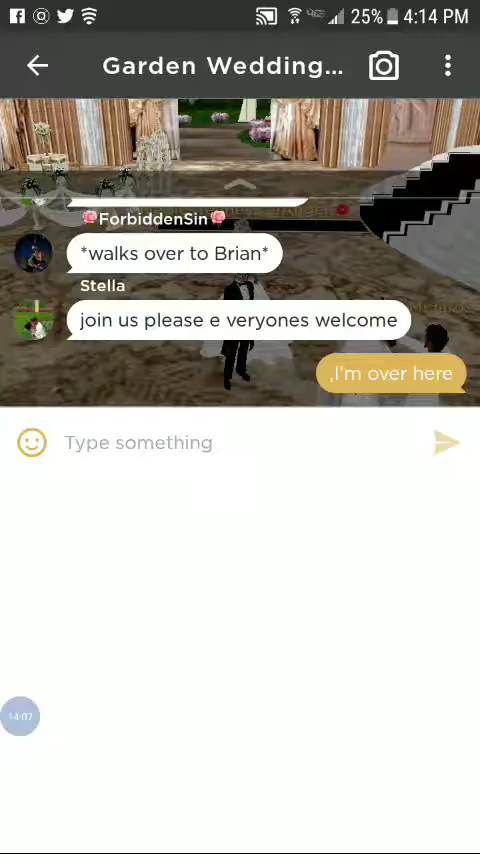 25% 4:14 PM
Garden Wedding...
🌹ForbiddenSin🌹
*walks over to Brian*
Stella
join us please e veryones welcome
,I'm over here
Type something
14:07